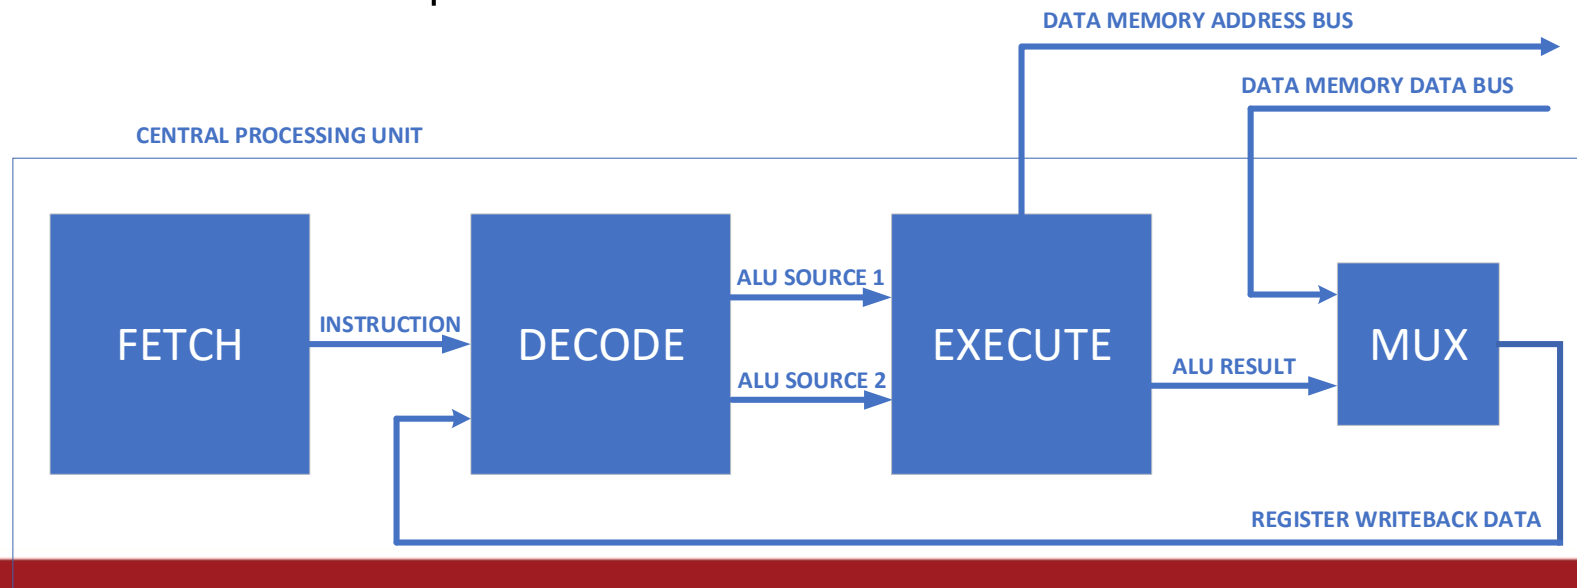 DATA MEMORY ADDRESS BUS
DATA MEMORY DATA BUS
CENTRAL PROCESSING UNIT
FETCH
INSTRUCTION
DECODE
ALU SOURCE 1
ALU SOURCE 2
EXECUTE
ALU RESULT
MUX
REGISTER WRITEBACK DATA